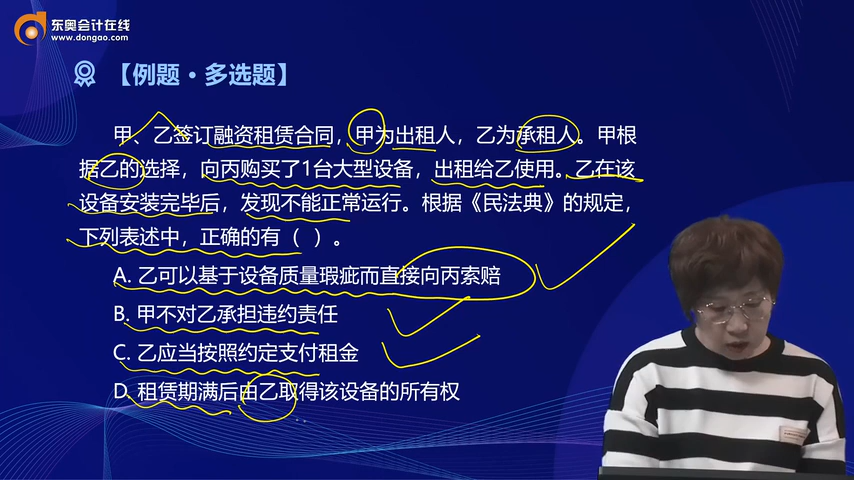 东奥会计在线
www.dongao.com
【例题·多选题】
甲、乙签订融资租赁合同，甲为出租人，乙为承租人。甲根
据乙的选择，向丙购买了1台大型设备，出租给乙使用。乙在该
设备安装完毕后，发现不能正常运行。根据《民法典》的规定，
下列表述中，正确的有（ ）。
A. 乙可以基于设备质量瑕疵而直接向丙索赔
B. 甲不对乙承担违约责任
C. 乙应当按照约定支付租金
D. 租赁期满后由乙取得该设备的所有权